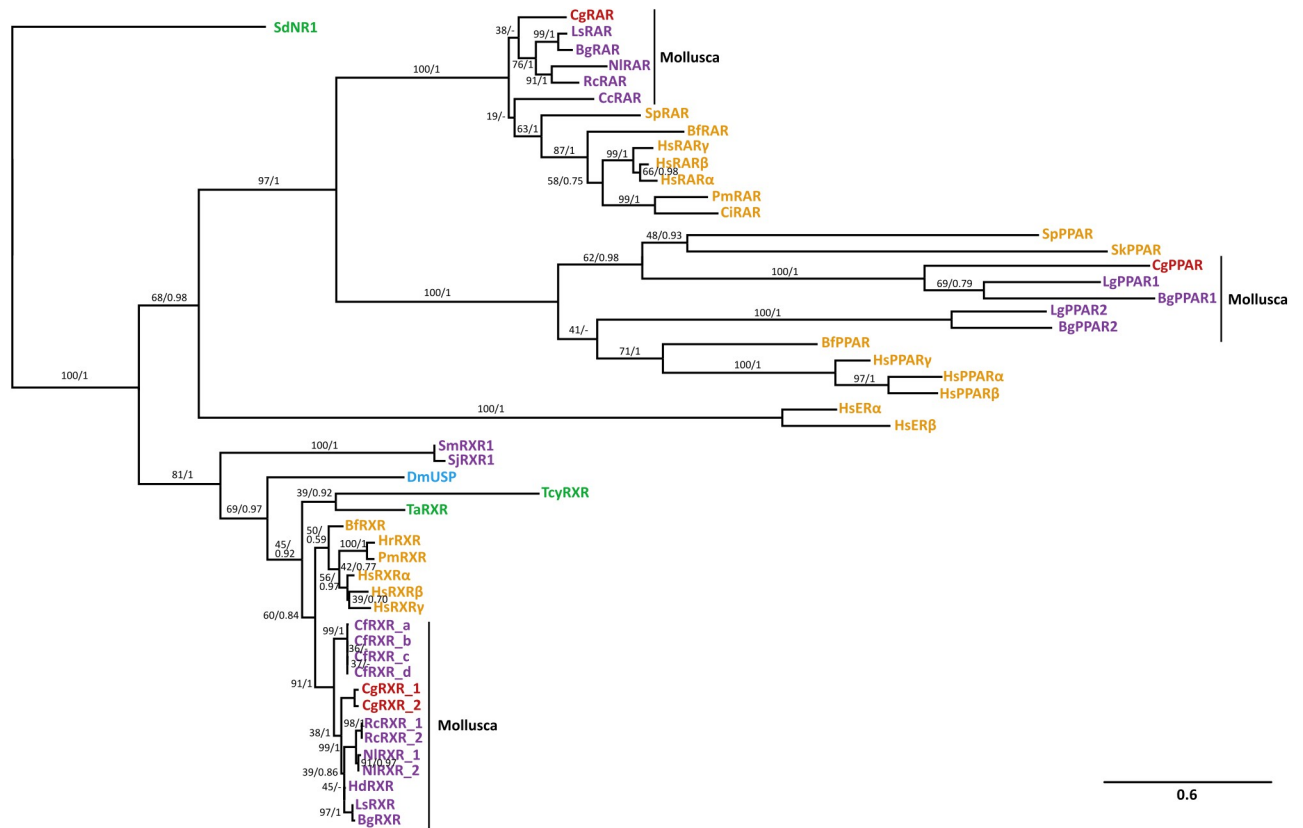 SdNR1
CgRAR
38/-
LsRAR
99/1
BgRAR
Mollusca
76/1
NlRAR
100/1
91/1
RcRAR
CcRAR
19/-
SpRAR
63/1
BfRAR
87/1
HsRARγ
99/1
HsRARβ
66/0.98
58/0.75
HsRARα
97/1
PmRAR
99/1
CiRAR
SpPPAR
48/0.93
SkPPAR
62/0.98
CgPPAR
100/1
LgPPAR1
69/0.79
BgPPAR1
Mollusca
68/0.98
100/1
LgPPAR2
100/1
BgPPAR2
41/-
BfPPAR
71/1
HsPPARγ
100/1
HsPPARα
97/1
HsPPARβ
100/1
HsERα
100/1
HsERβ
SmRXR1
100/1
SjRXR1
81/1
DmUSP
39/0.92
TcyRXR
69/0.97
TaRXR
BfRXR
50/
0.59
HrRXR
100/1
45/
0.92
PmRXR
42/0.77
HsRXRα
56/
0.97
HsRXRβ
39/0.70
HsRXRγ
60/0.84
CfRXR_a
99/1
CfRXR_b
36/-
CfRXR_c
37/-
CfRXR_d
91/1
CgRXR_1
CgRXR_2
98/1
RcRXR_1
Mollusca
38/1
RcRXR_2
99/1
NlRXR_1
91/0.97
39/0.86
NlRXR_2
45/-
HdRXR
LsRXR
97/1
BgRXR
0.6